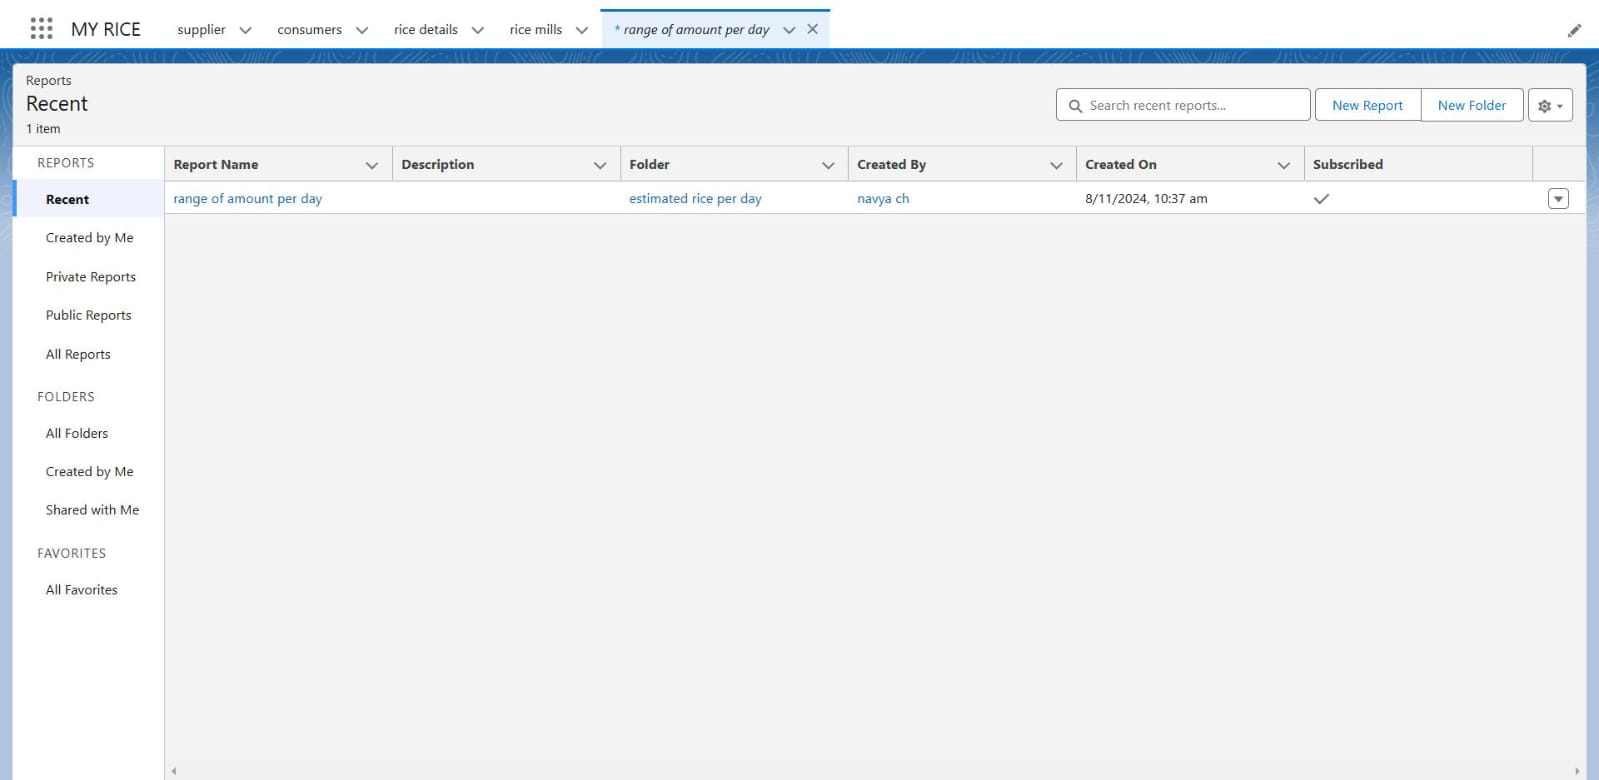 MY RICE supplier consumers rice details rice mills * range of amount per day
Reports
Recent
1 item
Search recent reports... New Report New Folder
REPORTS
Recent
Created by Me
Private Reports
Public Reports
All Reports
FOLDERS
All Folders
Created by Me
Shared with Me
FAVORITES
All Favorites
Report Name Description Folder Created By Created On Subscribed
range of amount per day estimated rice per day navya ch 8/11/2024, 10:37 am